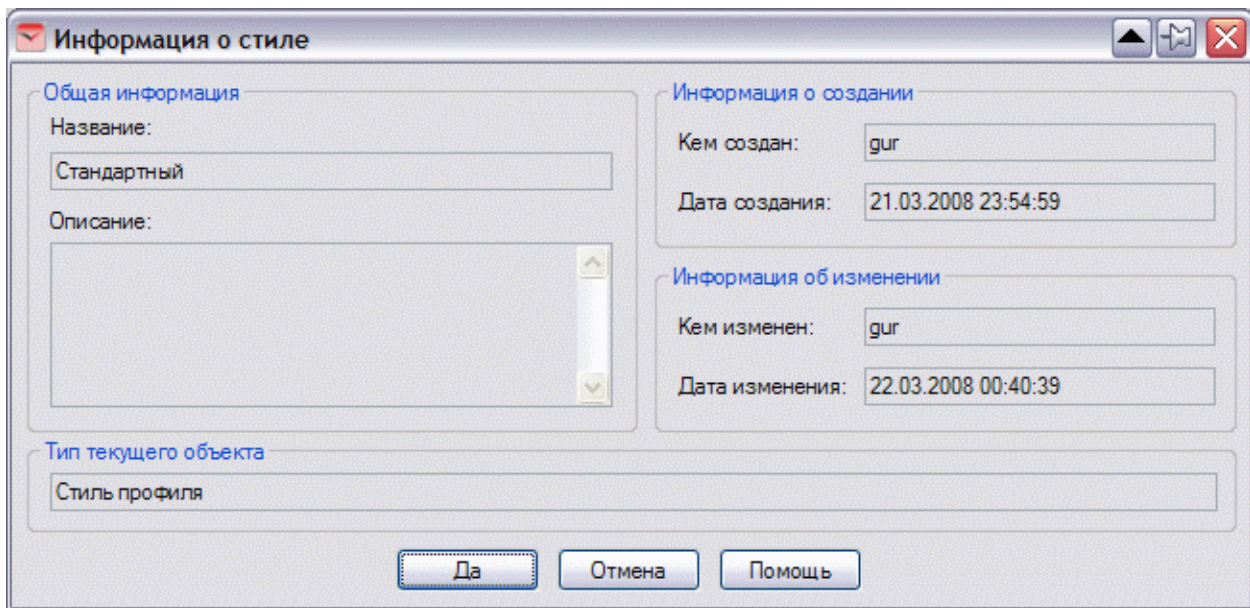 Информация о стиле
Общая информация
Название:
Стандартный
Описание:
Информация о создании
Кем создан: gur
Дата создания: 21.03.2008 23:54:59
Информация об изменении
Кем изменен: gur
Дата изменения: 22.03.2008 00:40:39
Тип текущего объекта
Стиль профиля
Да Отмена Помощь